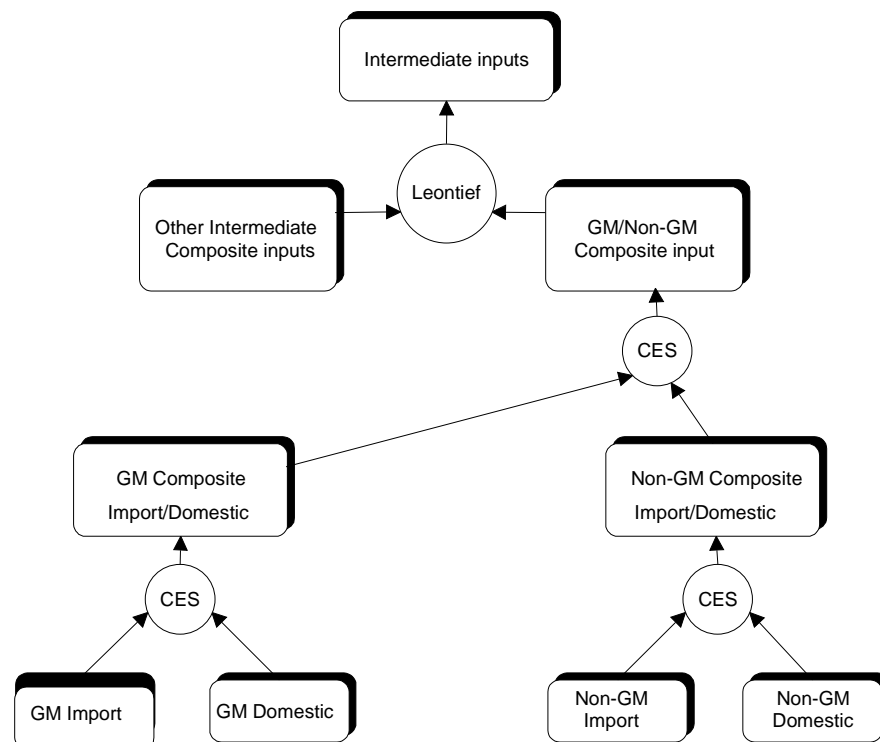 Intermediate inputs
Leontief
Other Intermediate
Composite inputs
GM/Non-GM
Composite input
CES
GM Composite
Import/Domestic
Non-GM Composite
Import/Domestic
CES
CES
GM Import
GM Domestic
Non-GM
Import
Non-GM
Domestic